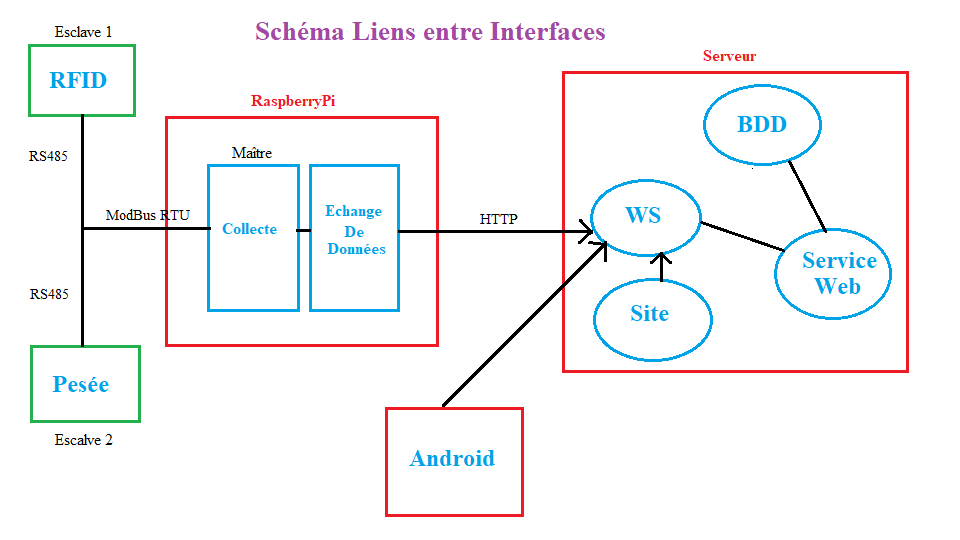 Schéma Liens entre Interfaces
Esclave 1
RFID
RS485
ModBus RTU
RS485
Pesée
Escalve 2
RaspberryPi
Maître
Collecte
Echange
De
Données
HTTP
Android
Serveur
BDD
WS
Service
Web
Site